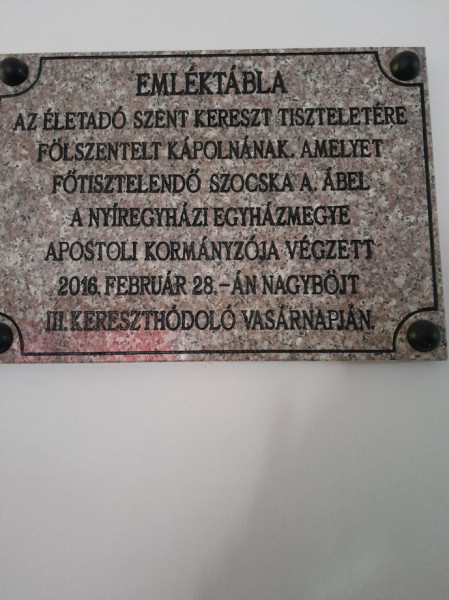 EMLÉKTÁBLA
AZ ÉLETADÓ SZENT KERESZT TISZTELETÉRE
FÖLSZENTELT KÁPOLNÁNAK. AMELYET
FŐTISZTELENDŐ SZOCSKA A. ÁBEL
A NYÍREGYHÁZI EGYHÁZMEGYE
APOSTOLI KORMÁNYZÓJA VÉGZETT
2016. FEBRUÁR 28.-ÁN NAGYBÖJT
III. KERESZTHÓDOLÓ VASÁRNAPJÁN.